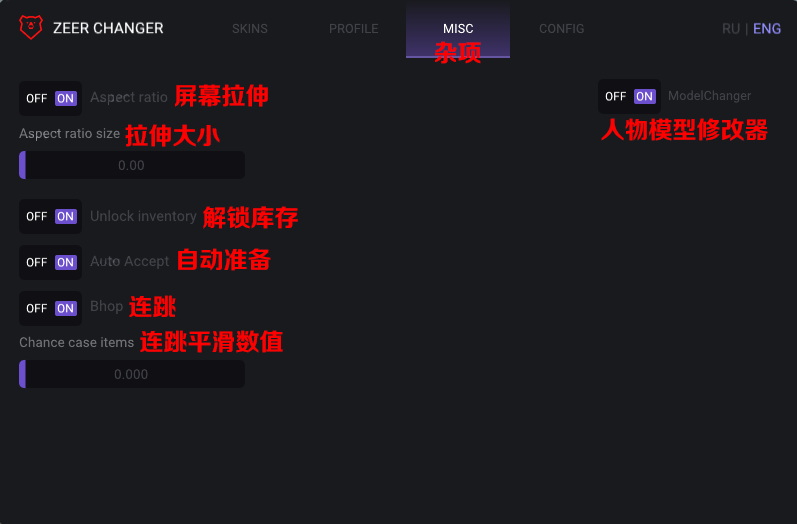 ZEER CHANGER SKINS PROFILE MISC CONFIG RU | ENG
杂项
OFF ON Aspect ratio 屏幕拉伸
OFF ON ModelChanger
人物模型修改器
Aspect ratio size 拉伸大小
0.00
OFF ON Unlock inventory 解锁库存
OFF ON Auto Accept 自动准备
OFF ON Bhop 连跳
Chance case items 连跳平滑数值
0.000